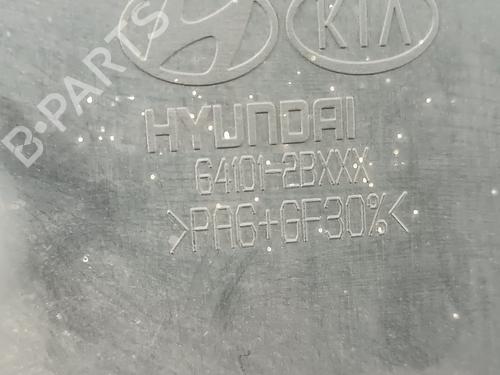 KIA
HYUNDAI
64101-2BXXX
>PA6+GF30%<
B-PARTS